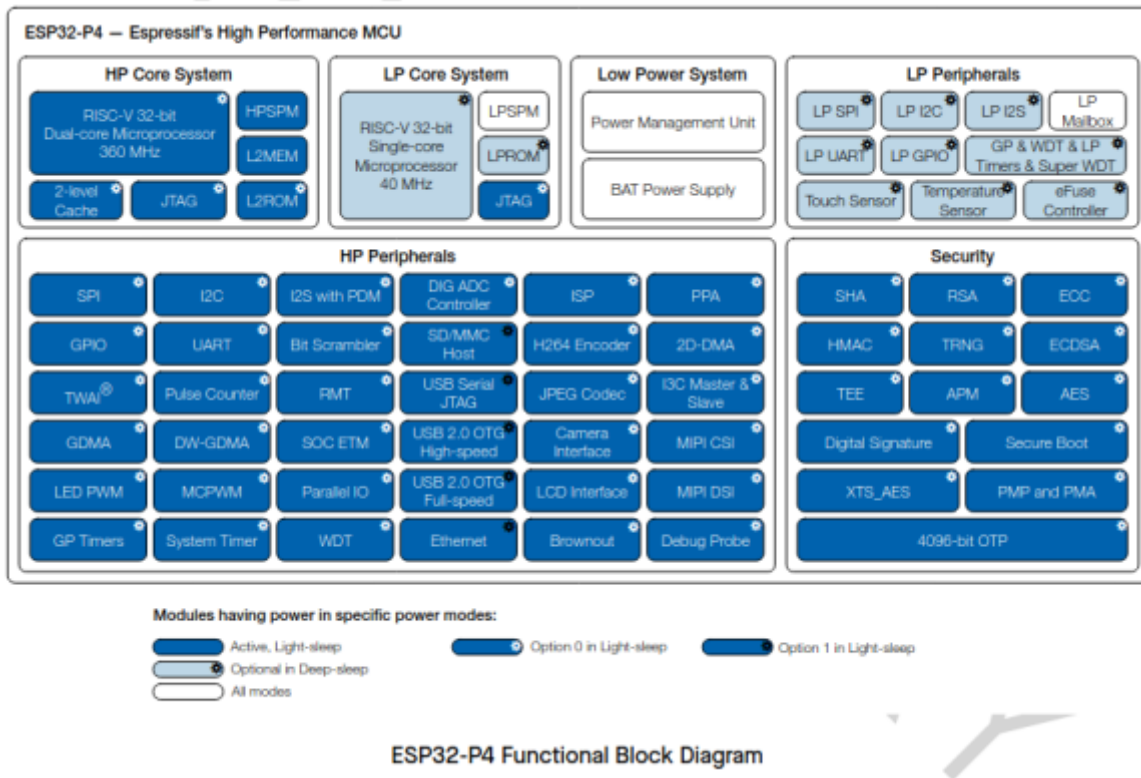 ESP32-P4 — Espressif's High Performance MCU
HP Core System
RISC-V 32-bit
Dual-core Microprocessor
360 MHz
HPSPM
L2MEM
2-level
Cache
JTAG
L2ROM
LP Core System
RISC-V 32-bit
Single-core
Microprocessor
40 MHz
LPSPM
LPROM
JTAG
Low Power System
Power Management Unit
BAT Power Supply
LP Peripherals
LP SPI
LP I2C
LP I2S
LP
Mailbox
LP UART
LP GPIO
GP & WDT & LP
Timers & Super WDT
Touch Sensor
Temperature
Sensor
eFuse
Controller
HP Peripherals
SPI
I2C
I2S with PDM
DIG ADC
Controller
ISP
PPA
GPIO
UART
Bit Scrambler
SD/MMC
Host
H264 Encoder
2D-DMA
TWAI®
Pulse Counter
RMT
USB Serial
JTAG
JPEG Codec
I3C Master &
Slave
GDMA
DW-GDMA
SOC ETM
USB 2.0 OTG
High-speed
Camera
Interface
MIPI CSI
LED PWM
MCPWM
Parallel IO
USB 2.0 OTG
Full-speed
LCD Interface
MIPI DSI
GP Timers
System Timer
WDT
Ethernet
Brownout
Debug Probe
Security
SHA
RSA
ECC
HMAC
TRNG
ECDSA
TEE
APM
AES
Digital Signature
Secure Boot
XTS_AES
PMP and PMA
4096-bit OTP
Modules having power in specific power modes:
Active, Light-sleep
Option 0 in Light-sleep
Option 1 in Light-sleep
Optional in Deep-sleep
All modes
ESP32-P4 Functional Block Diagram